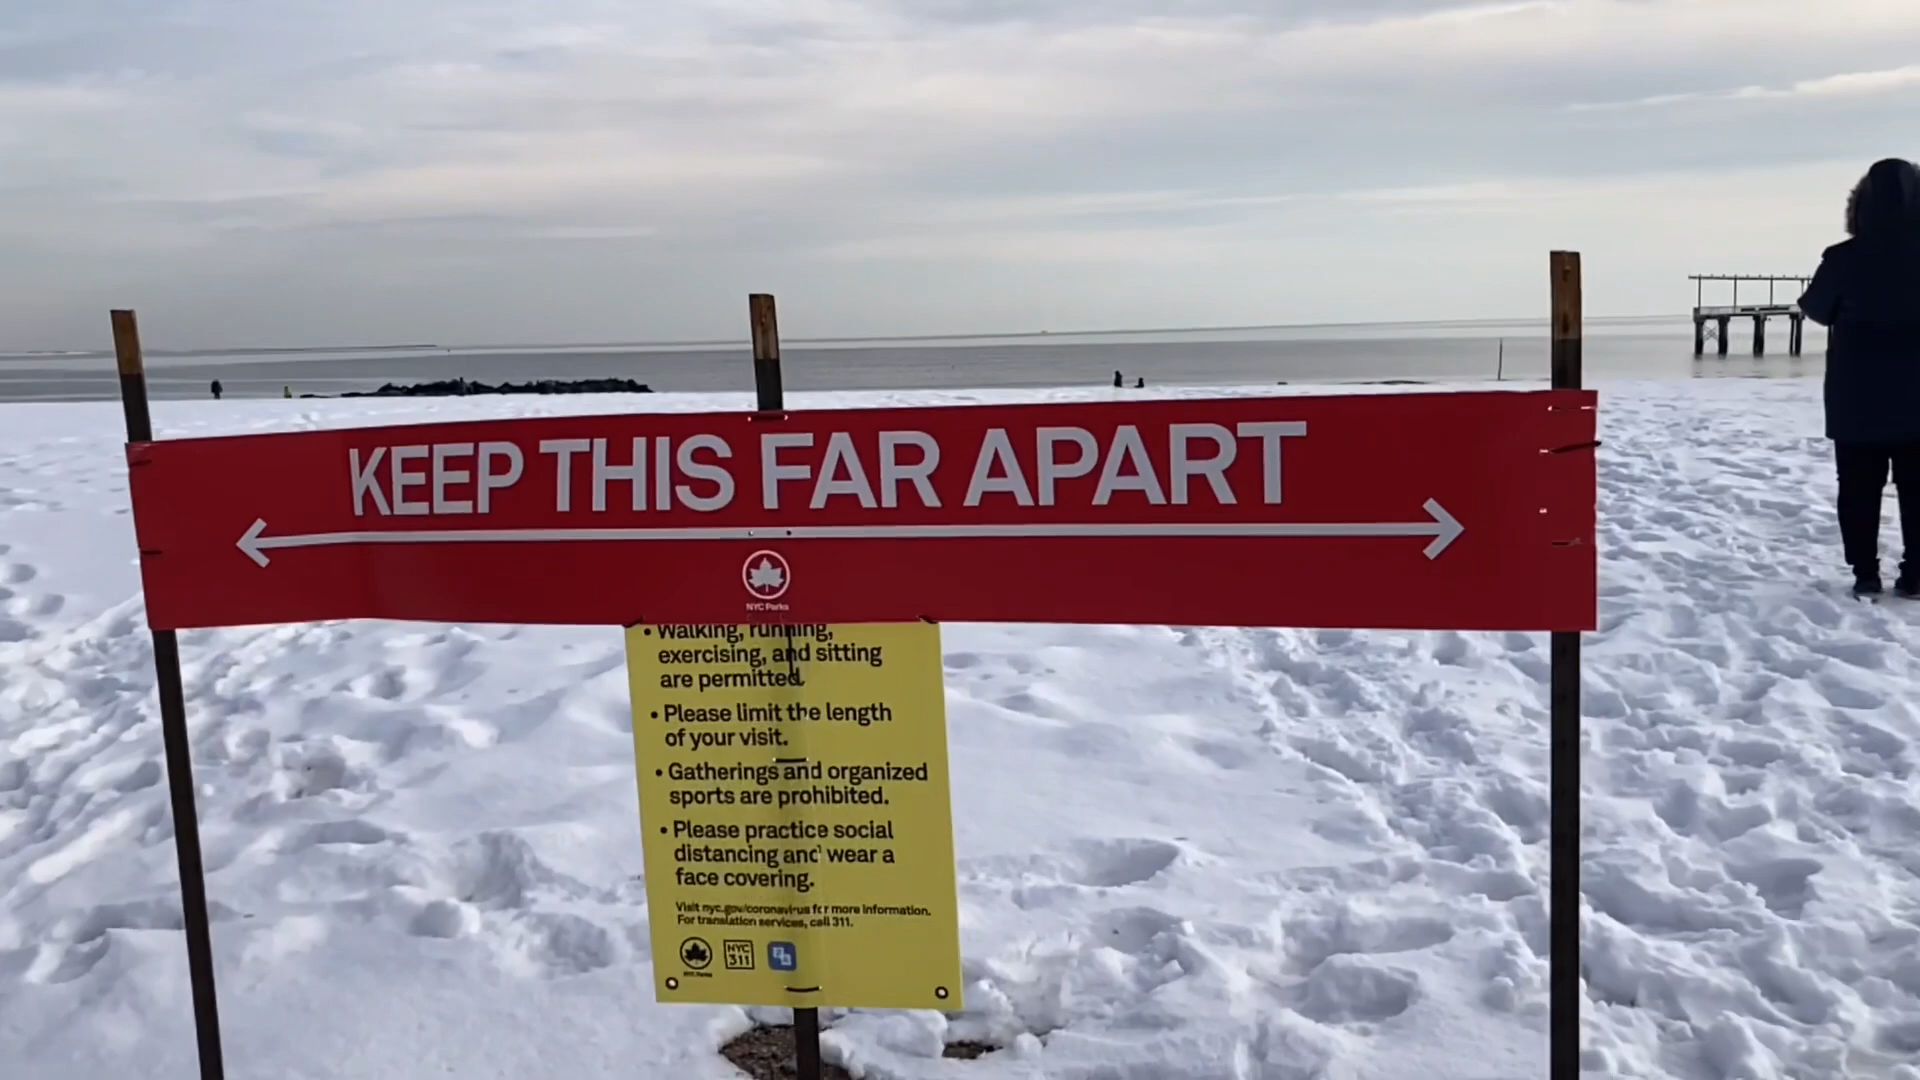 KEEP THIS FAR APART
NYC Parks
• Walking, running,
exercising, and sitting
are permitted.
• Please limit the length
of your visit.
• Gatherings and organized
sports are prohibited.
• Please practice social
distancing and wear a
face covering.
Visit nyc.gov/coronavirus for more information.
For translation services, call 311.
NYC Parks
NYC
311